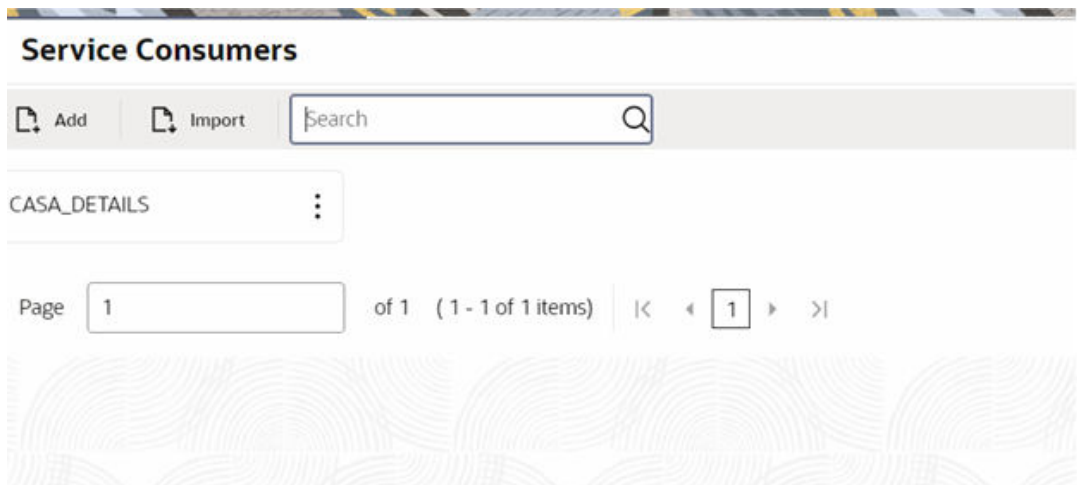 Service Consumers
Add Import Search
CASA_DETAILS
Page 1 of 1 (1 - 1 of 1 items) 1